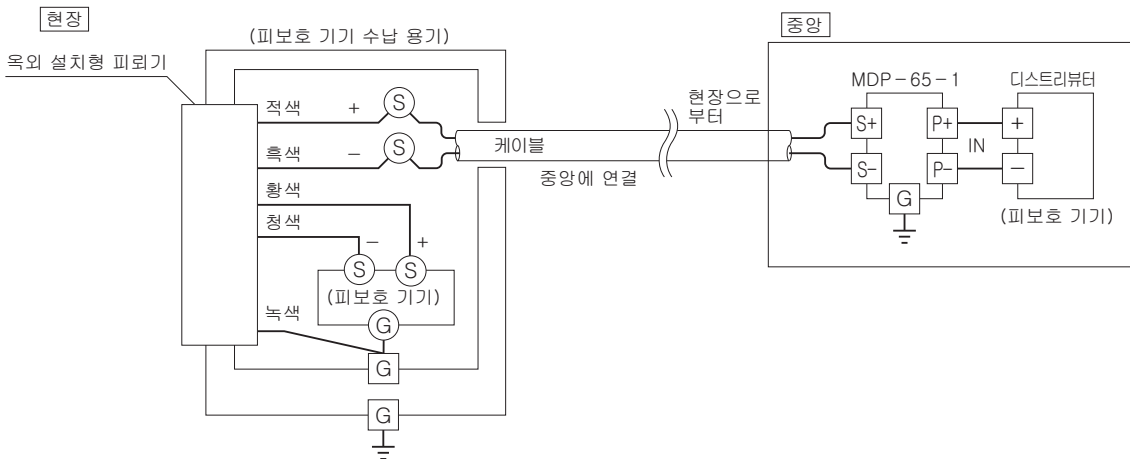 현장
(피보호 기기 수납 용기)
옥외 설치형 피뢰기
적색 + S
흑색 − S
황색
청색
− +
S S
(피보호 기기)
G
녹색
G
G
케이블
중앙에 연결
현장으로
부터
중앙
MDP−65−1 디스트리뷰터
S+ P+ +
IN
S− P− −
G
(피보호 기기)